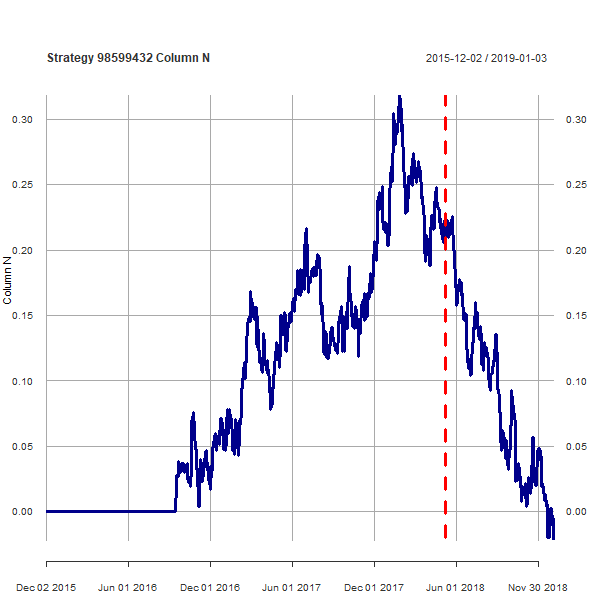 Strategy 98599432 Column N
2015-12-02 / 2019-01-03
0.30
0.25
0.20
0.15
0.10
0.05
0.00
Column N
0.30
0.25
0.20
0.15
0.10
0.05
0.00
Dec 02 2015
Jun 01 2016
Dec 01 2016
Jun 01 2017
Dec 01 2017
Jun 01 2018
Nov 30 2018